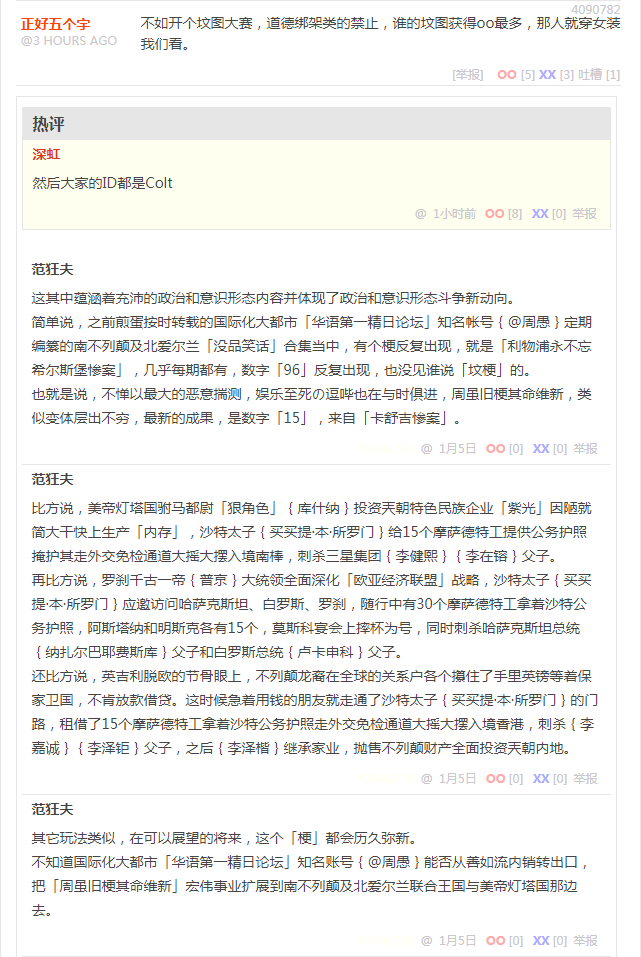 4090782
正好五个字
@3 HOURS AGO
不如开个坟图大赛，道德绑架类的禁止，谁的坟图获得oo最多，那人就穿女装
我们看。
[举报] OO [5] XX [3] 吐槽 [1]
热评
深虹
然后大家的ID都是Colt
@ 1小时前 OO [8] XX [0] 举报
范狂夫
这其中蕴涵着充沛的政治和意识形态内容并体现了政治和意识形态斗争新动向。
简单说，之前煎蛋按时转载的国际化大都市「华语第一精日论坛」知名帐号｛@周愚｝定期
编纂的南不列颠及北爱尔兰「没品笑话」合集当中，有个梗反复出现，就是「利物浦永不忘
希尔斯堡惨案」，几乎每期都有，数字「96」反复出现，也没见谁说「坟梗」的。
也就是说，不惮以最大的恶意揣测，娱乐至死の逗哔也在与时俱进，周虽旧梗其命维新，类
似变体层出不穷，最新的成果，是数字「15」，来自「卡舒吉惨案」。
@ 1月5日 OO [0] XX [0] 举报
范狂夫
比方说，美帝灯塔国驸马都尉「狠角色」｛库什纳｝投资天朝特色民族企业「紫光」因陋就
简大干快上生产「内存」，沙特太子｛买买提·本·所罗门｝给15个摩萨德特工提供公务护照
掩护其走外交免检通道大摇大摆入境南棒，刺杀三星集团｛李健熙｝｛李在镕｝父子。
再比方说，罗刹千古一帝｛普京｝大统领全面深化「欧亚经济联盟」战略，沙特太子｛买买
提·本·所罗门｝应邀访问哈萨克斯坦、白罗斯、罗刹，随行中有30个摩萨德特工拿着沙特公
务护照，阿斯塔纳和明斯克各有15个，莫斯科宴会上摔杯为号，同时刺杀哈萨克斯坦总统
｛纳扎尔巴耶费斯库｝父子和白罗斯总统｛卢卡申科｝父子。
还比方说，英吉利脱欧的节骨眼上，不列颠龙裔在全球的关系户各个攥住了手里英镑等着保
家卫国，不肯放款借贷。这时候急着用钱的朋友就走通了沙特太子｛买买提·本·所罗门｝的门
路，租借了15个摩萨德特工拿着沙特公务护照走外交免检通道大摇大摆入境香港，刺杀｛李
嘉诚｝｛李泽钜｝父子，之后｛李泽楷｝继承家业，抛售不列颠财产全面投资天朝内地。
@ 1月5日 OO [0] XX [0] 举报
范狂夫
其它玩法类似，在可以展望的将来，这个「梗」都会历久弥新。
不知道国际化大都市「华语第一精日论坛」知名账号｛@周愚｝能否从善如流内销转出口，
把「周虽旧梗其命维新」宏伟事业扩展到南不列颠及北爱尔兰联合王国与美帝灯塔国那边
去。
@ 1月5日 OO [0] XX [0] 举报